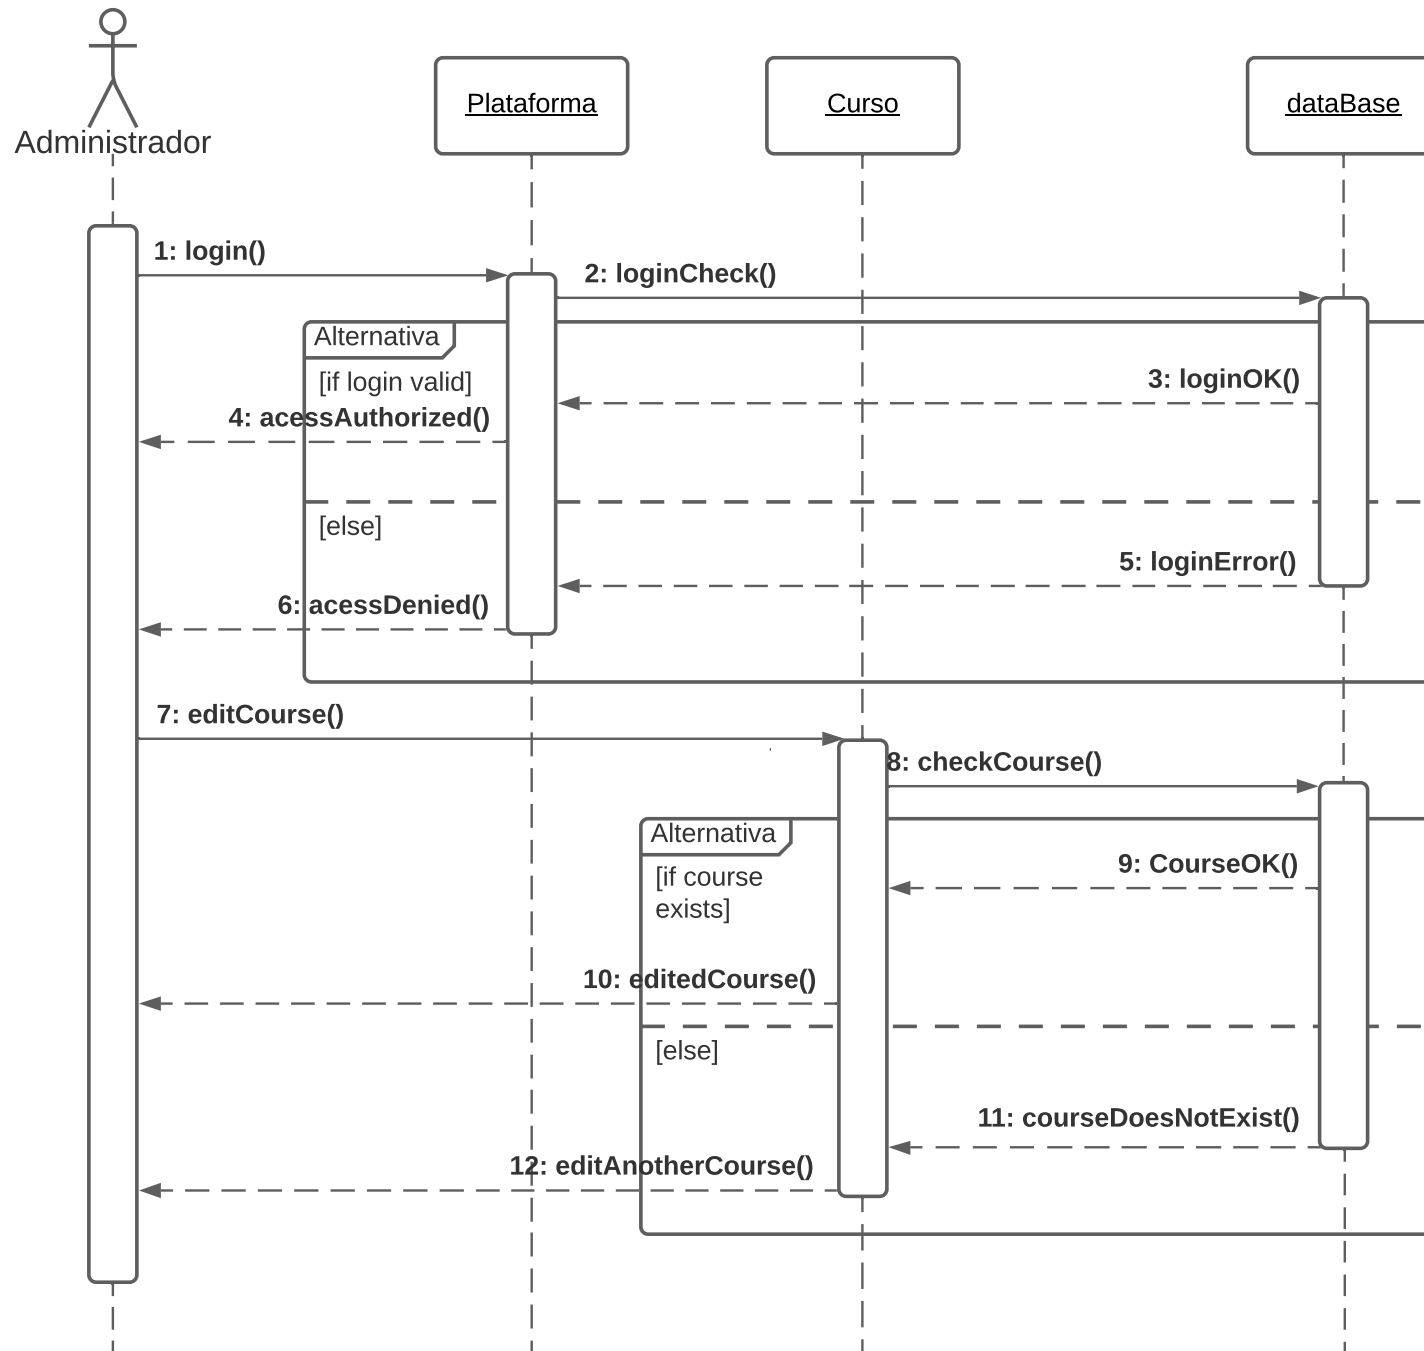 Administrador
Plataforma
Curso
dataBase
1: login()
2: loginCheck()
Alternativa
[if login valid]
3: loginOK()
4: acessAuthorized()
[else]
5: loginError()
6: acessDenied()
7: editCourse()
8: checkCourse()
Alternativa
[if course
exists]
9: CourseOK()
10: editedCourse()
[else]
11: courseDoesNotExist()
12: editAnotherCourse()